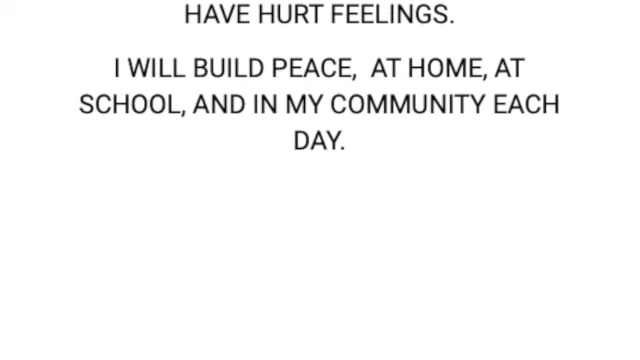 HAVE HURT FEELINGS.
I WILL BUILD PEACE,  AT HOME, AT
SCHOOL, AND IN MY COMMUNITY EACH
DAY.